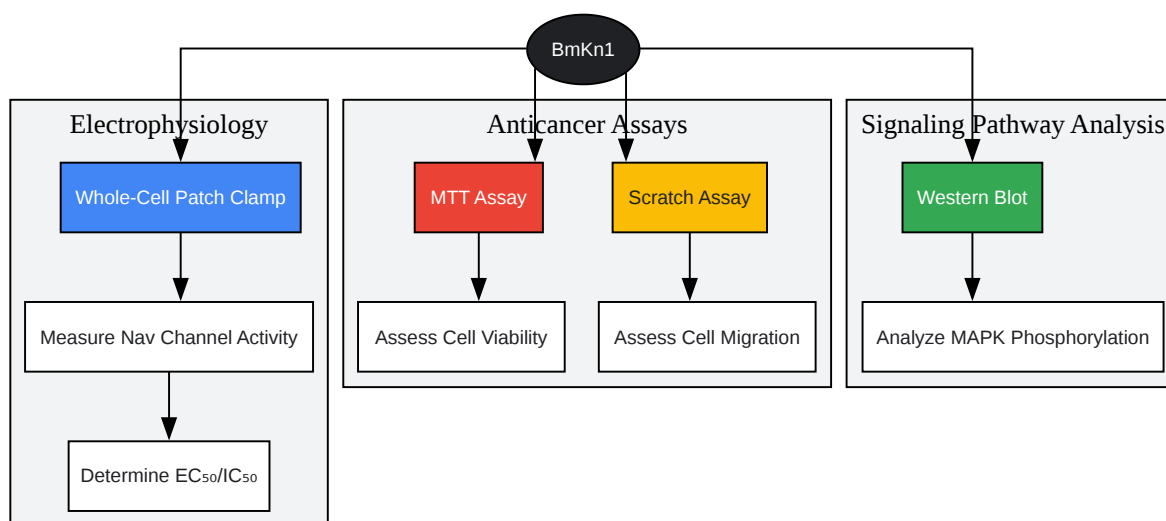 BmKn1
Electrophysiology
Anticancer Assays
Signaling Pathway Analysis
Whole-Cell Patch Clamp
MTT Assay
Scratch Assay
Western Blot
Measure Nav Channel Activity
Assess Cell Viability
Assess Cell Migration
Analyze MAPK Phosphorylation
Determine EC₅₀/IC₅₀